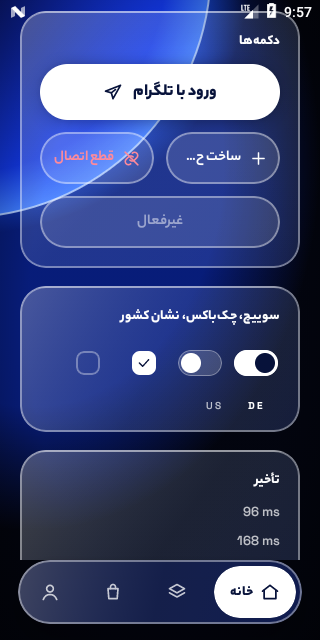 LTE 9:57
دکمه‌ها
ورود با تلگرام
ساخت ح... قطع اتصال
غیرفعال
سوییچ، چک‌باکس، نشان کشور
DE US
تأخیر
96 ms
168 ms
خانه